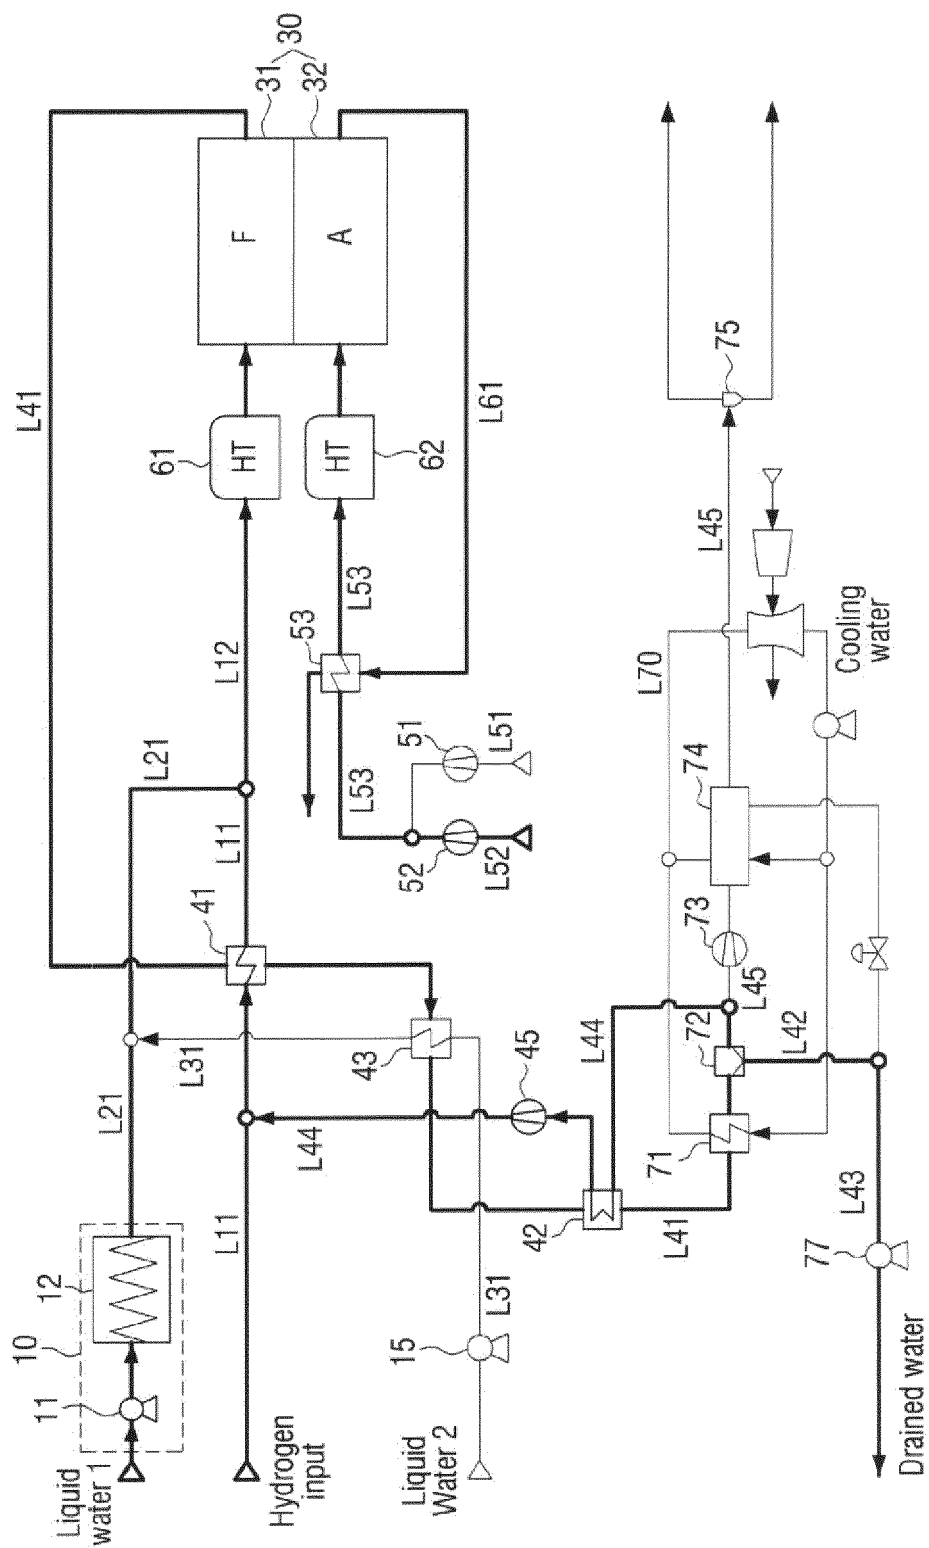 Liquid
water 1
10
11
12
L21
L21
L41
L31
Hydrogen
input
L11
L11
L12
41
61
HT
F
31
30
32
A
HT
62
L61
L53
53
L53
51
L51
52
L52
Liquid
Water 2
15
L31
43
L44
45
42
L44
L41
71
72
L45
73
74
L70
L45
75
Cooling
water
L42
L43
77
Drained water